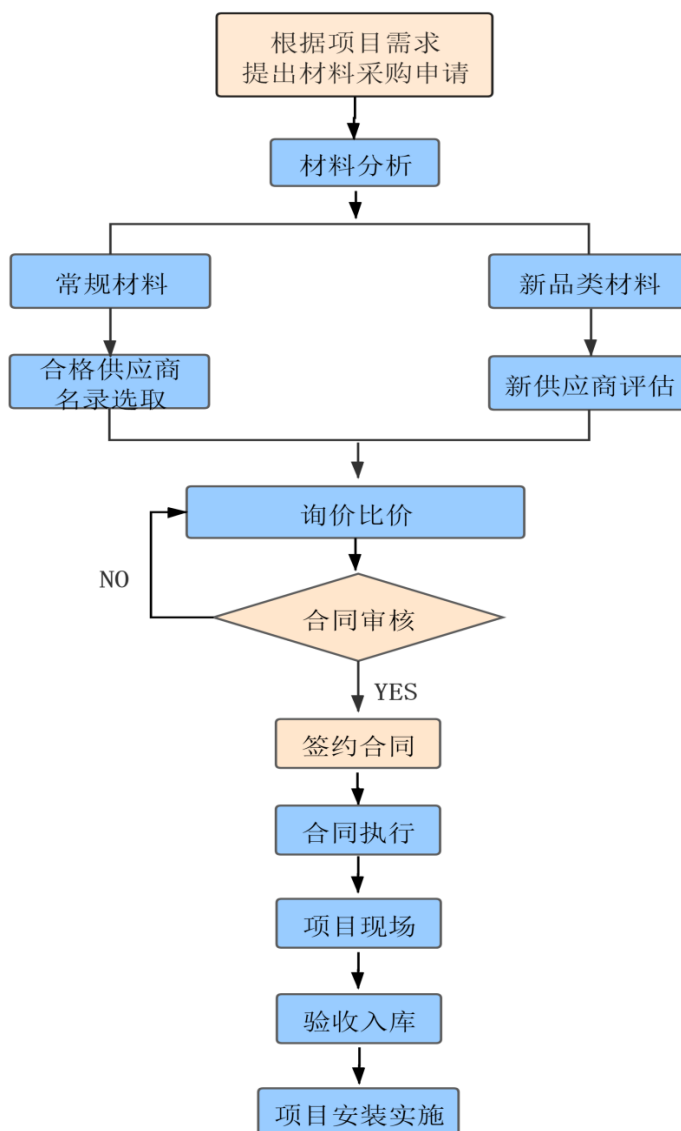 根据项目需求
提出材料采购申请
材料分析
常规材料
新品类材料
合格供应商
名录选取
新供应商评估
询价比价
NO
合同审核
YES
签约合同
合同执行
项目现场
验收入库
项目安装实施